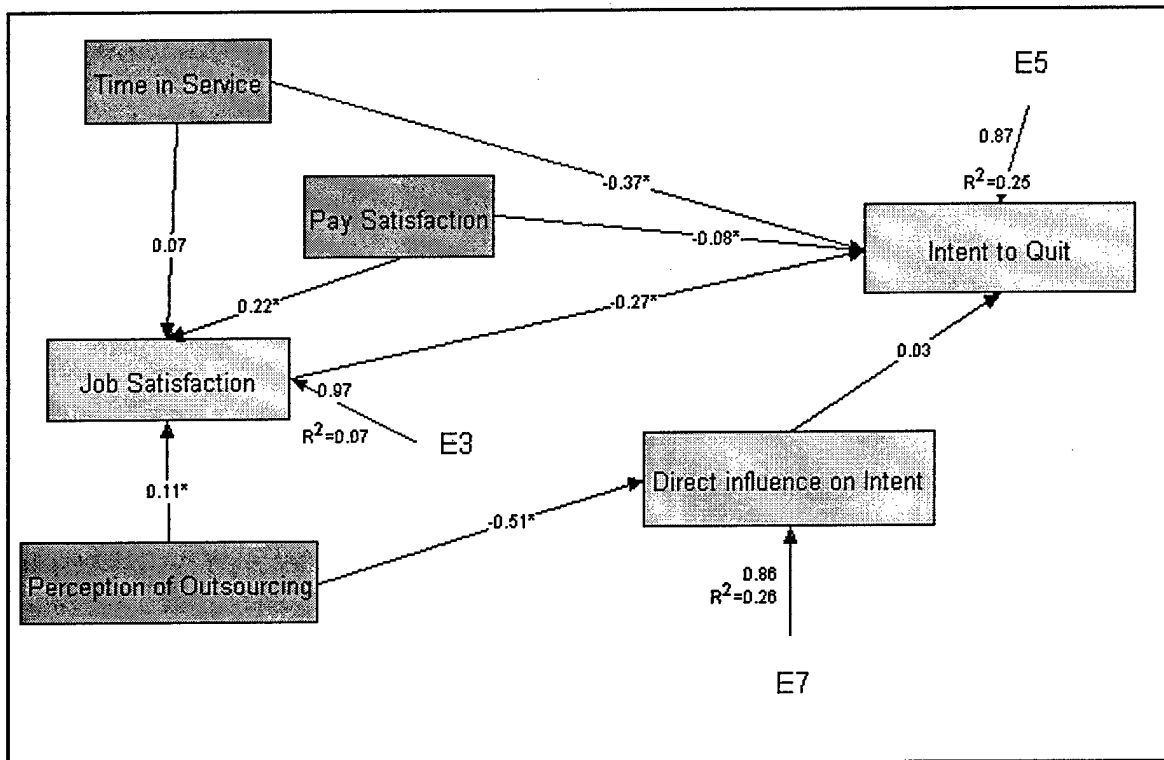 Time in Service
E5
0.87
R²=0.25
-0.37*
Pay Satisfaction
-0.08*
Intent to Quit
0.07
0.22*
-0.27*
Job Satisfaction
0.97
R²=0.07
E3
0.03
0.11*
Direct influence on Intent
-0.51*
Perception of Outsourcing
0.86
R²=0.26
E7